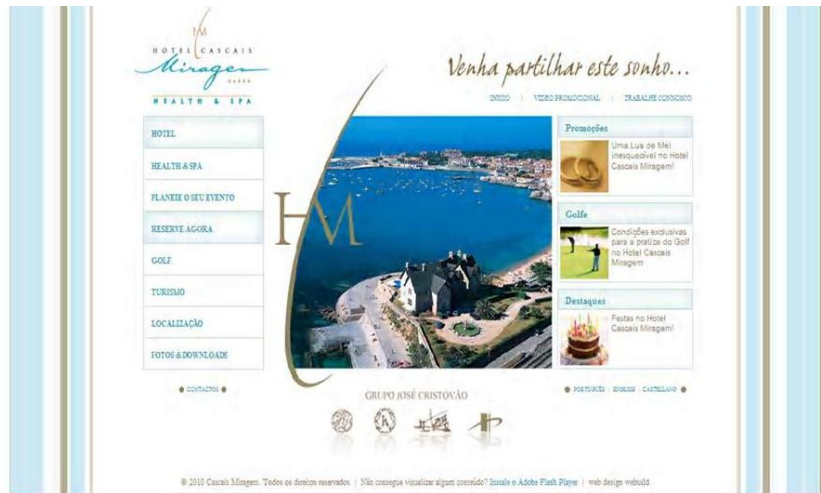 HM
HOTEL CASCAIS
Miragem
HEALTH & SPA
Venha partilhar este sonho...
INICIO | VIDEO PROMOCIONAL | TRABALHE CONNOSCO
HOTEL
HEALTH & SPA
PLANEIE O SEU EVENTO
RESERVE AGORA
GOLF
TURISMO
LOCALIZAÇÃO
FOTOS & DOWNLOADS
CONTACTOS
HM
Promoções
Uma Lua de Mel
inesquecível no Hotel
Cascais Miragem!
Golfe
Condições exclusivas
para a pratica do Golf
no Hotel Cascais
Miragem
Destaques
Festas no Hotel
Cascais Miragem!
PORTUGUÊS | ENGLISH | CASTELLANO
GRUPO JOSÉ CRISTÓVÃO
© 2010 Cascais Miragem. Todos os direitos reservados | Não consegue visualizar algum conteúdo? Instale o Adobe Flash Player | web design webuild